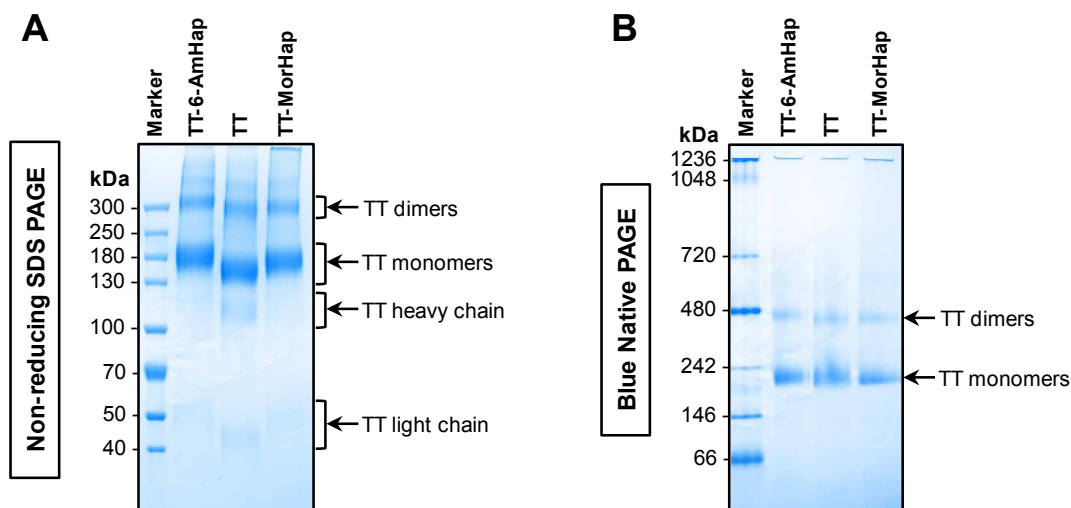 A
Non-reducing SDS PAGE
Marker
TT-6-AmHap
TT
TT-MorHap
kDa
300
250
180
130
100
70
50
40
TT dimers
TT monomers
TT heavy chain
TT light chain
B
Blue Native PAGE
Marker
TT-6-AmHap
TT
TT-MorHap
kDa
1236
1048
720
480
242
146
66
TT dimers
TT monomers